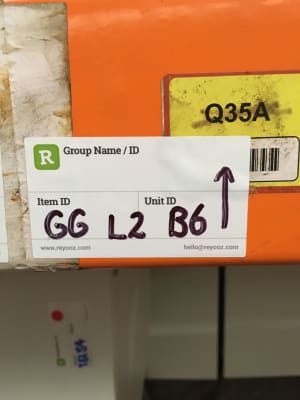 Q35A
R Group Name / ID
Item ID Unit ID
GG L2 B6
www.reyooz.com hello@reyooz.com